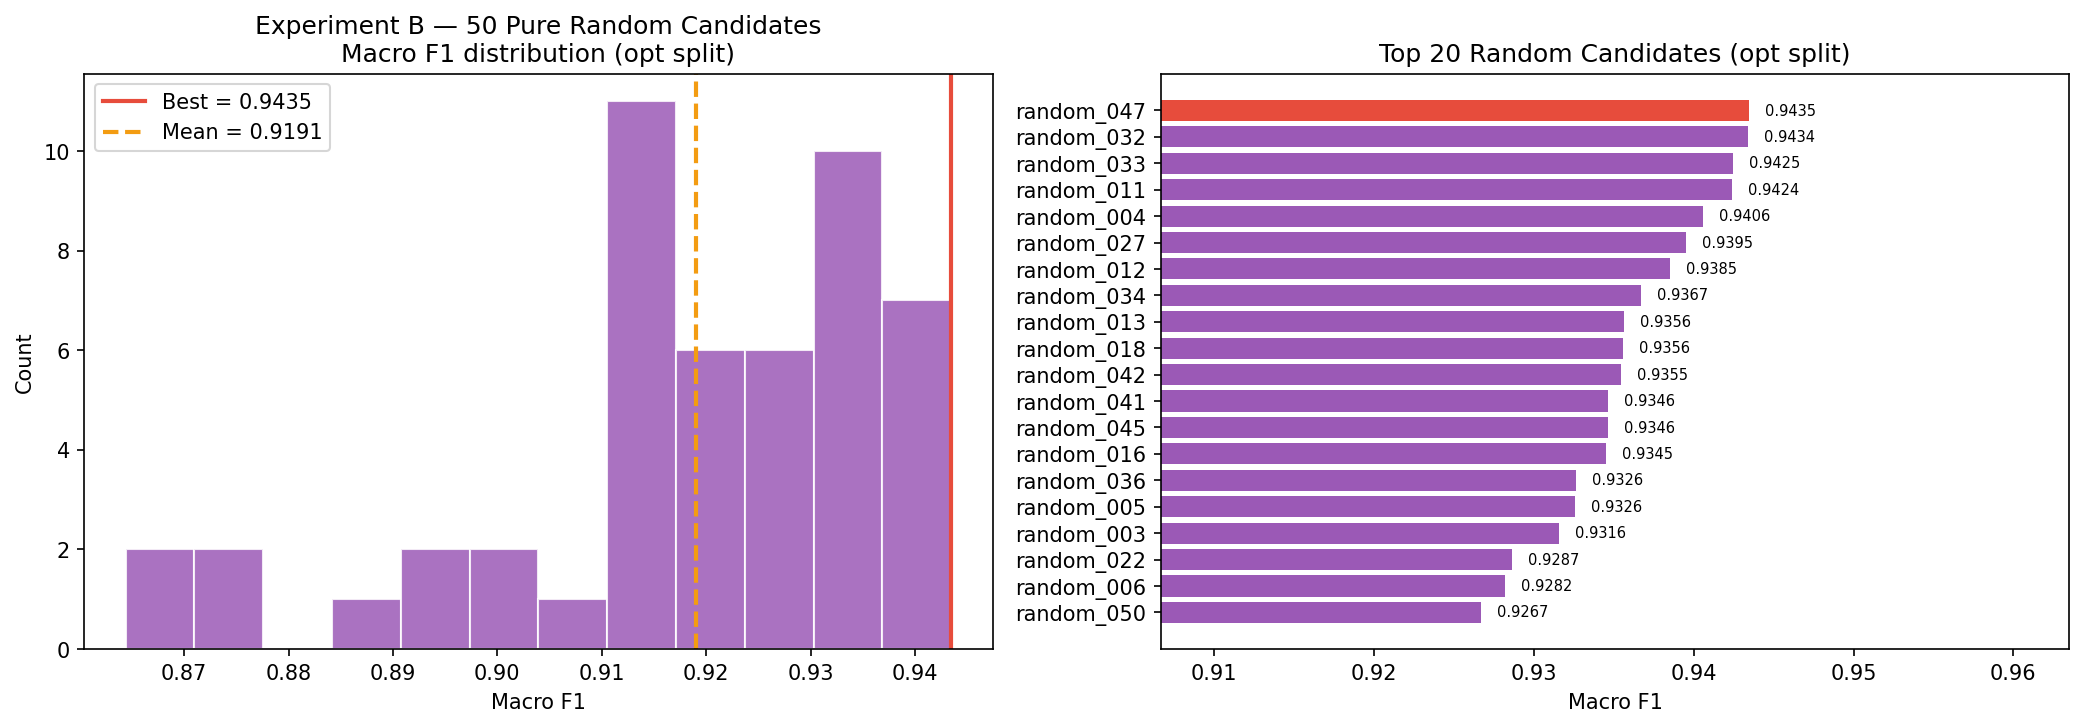 Experiment B — 50 Pure Random Candidates
Macro F1 distribution (opt split)
Best = 0.9435
Mean = 0.9191
Count
10
8
6
4
2
0
0.87 0.88 0.89 0.90 0.91 0.92 0.93 0.94
Macro F1
Top 20 Random Candidates (opt split)
random_047 0.9435
random_032 0.9434
random_033 0.9425
random_011 0.9424
random_004 0.9406
random_027 0.9395
random_012 0.9385
random_034 0.9367
random_013 0.9356
random_018 0.9356
random_042 0.9355
random_041 0.9346
random_045 0.9346
random_016 0.9345
random_036 0.9326
random_005 0.9326
random_003 0.9316
random_022 0.9287
random_006 0.9282
random_050 0.9267
0.91 0.92 0.93 0.94 0.95 0.96
Macro F1